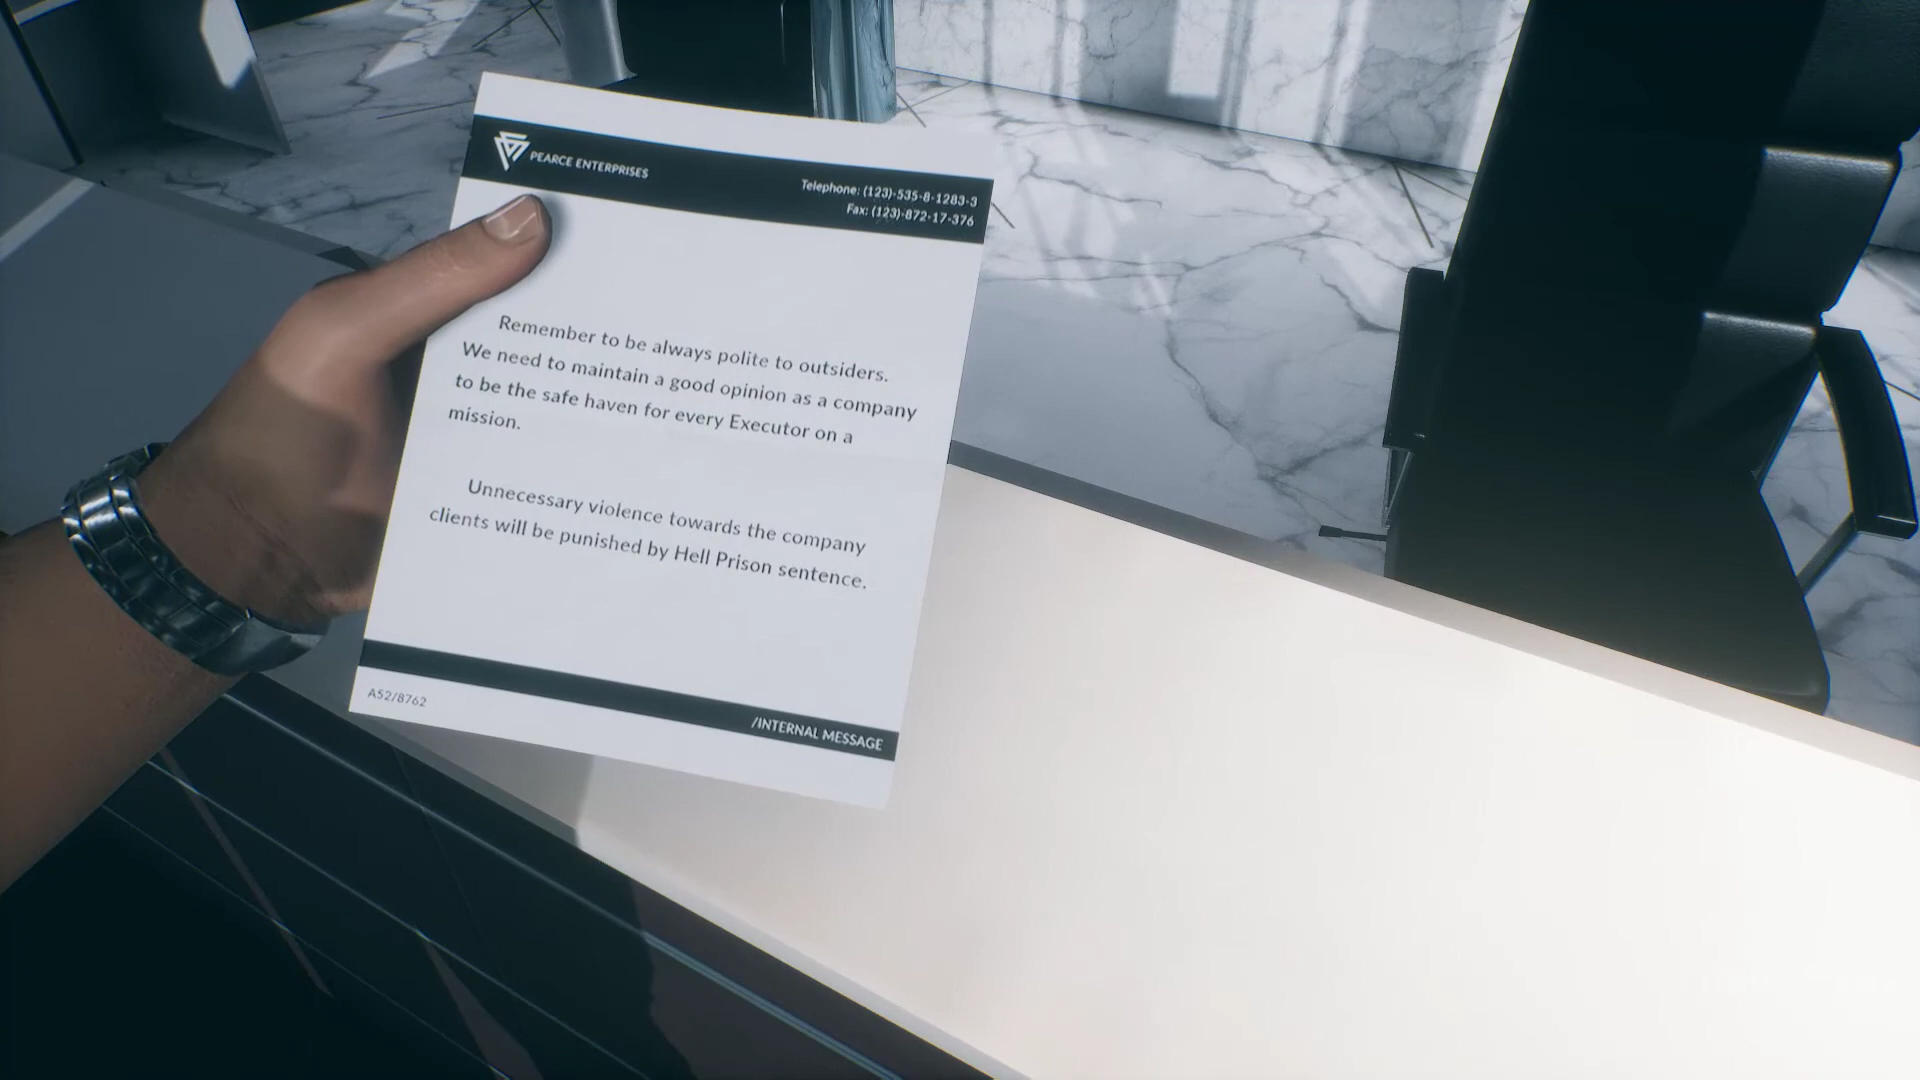 PEARCE ENTERPRISES
Telephone: (123)-535-8-1283-3
Fax: (123)-872-17-376
Remember to be always polite to outsiders.
We need to maintain a good opinion as a company
to be the safe haven for every Executor on a
mission.
Unnecessary violence towards the company
clients will be punished by Hell Prison sentence.
A52/8762
/INTERNAL MESSAGE